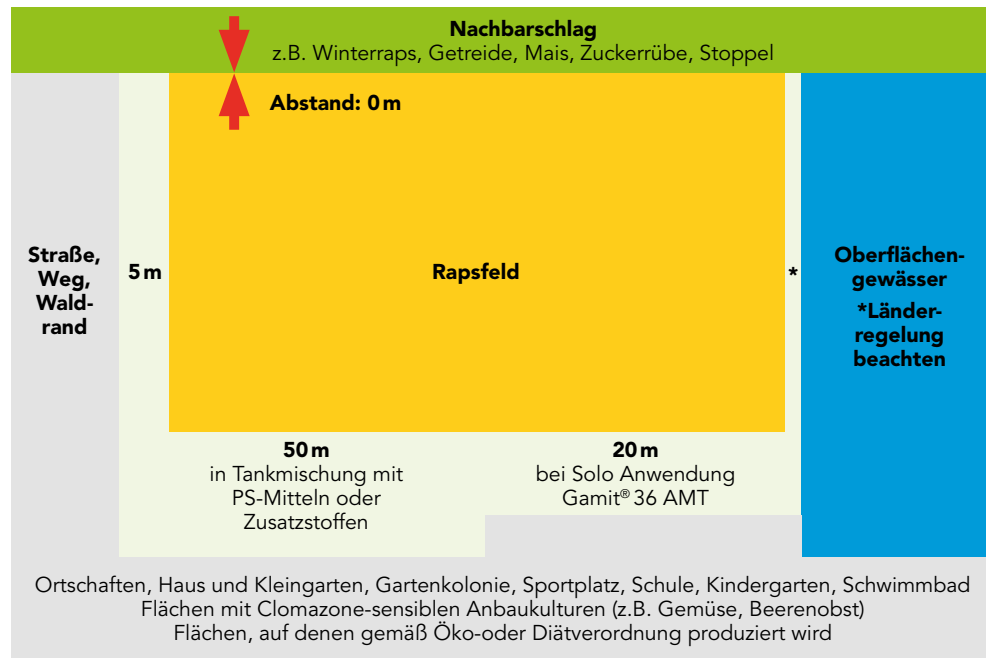 Nachbarschlag
z.B. Winterraps, Getreide, Mais, Zuckerrübe, Stoppel
Abstand: 0 m
Straße,
Weg,
Wald-
rand
5 m
Rapsfeld
*
Oberflächen-
gewässer
*Länder-
regelung
beachten
50 m
in Tankmischung mit
PS-Mitteln oder
Zusatzstoffen
20 m
bei Solo Anwendung
Gamit® 36 AMT
Ortschaften, Haus und Kleingarten, Gartenkolonie, Sportplatz, Schule, Kindergarten, Schwimmbad
Flächen mit Clomazone-sensiblen Anbaukulturen (z.B. Gemüse, Beerenobst)
Flächen, auf denen gemäß Öko-oder Diätverordnung produziert wird